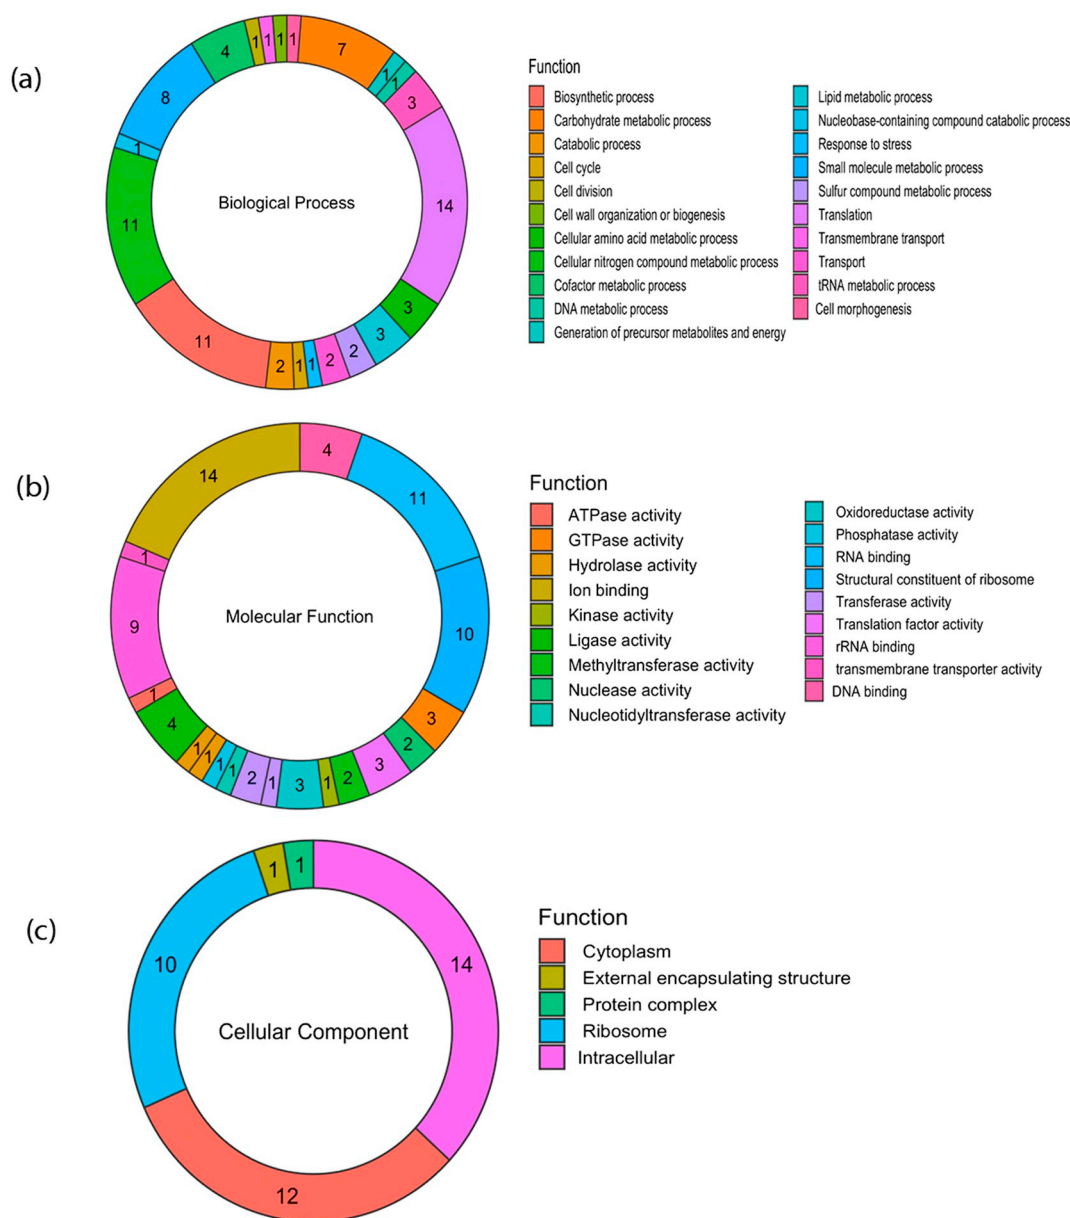 (a)
4
1
1
1
1
7
1
1
3
8
1
14
11
Biological Process
3
11
2
1
1
2
2
3
Function
Biosynthetic process
Carbohydrate metabolic process
Catabolic process
Cell cycle
Cell division
Cell wall organization or biogenesis
Cellular amino acid metabolic process
Cellular nitrogen compound metabolic process
Cofactor metabolic process
DNA metabolic process
Generation of precursor metabolites and energy
Lipid metabolic process
Nucleobase-containing compound catabolic process
Response to stress
Small molecule metabolic process
Sulfur compound metabolic process
Translation
Transmembrane transport
Transport
tRNA metabolic process
Cell morphogenesis
(b)
14
4
11
1
9
Molecular Function
10
1
4
3
1
1
1
1
2
1
3
1
2
3
2
Function
ATPase activity
GTPase activity
Hydrolase activity
Ion binding
Kinase activity
Ligase activity
Methyltransferase activity
Nuclease activity
Nucleotidyltransferase activity
Oxidoreductase activity
Phosphatase activity
RNA binding
Structural constituent of ribosome
Transferase activity
Translation factor activity
rRNA binding
transmembrane transporter activity
DNA binding
(c)
1
1
10
14
Cellular Component
12
Function
Cytoplasm
External encapsulating structure
Protein complex
Ribosome
Intracellular